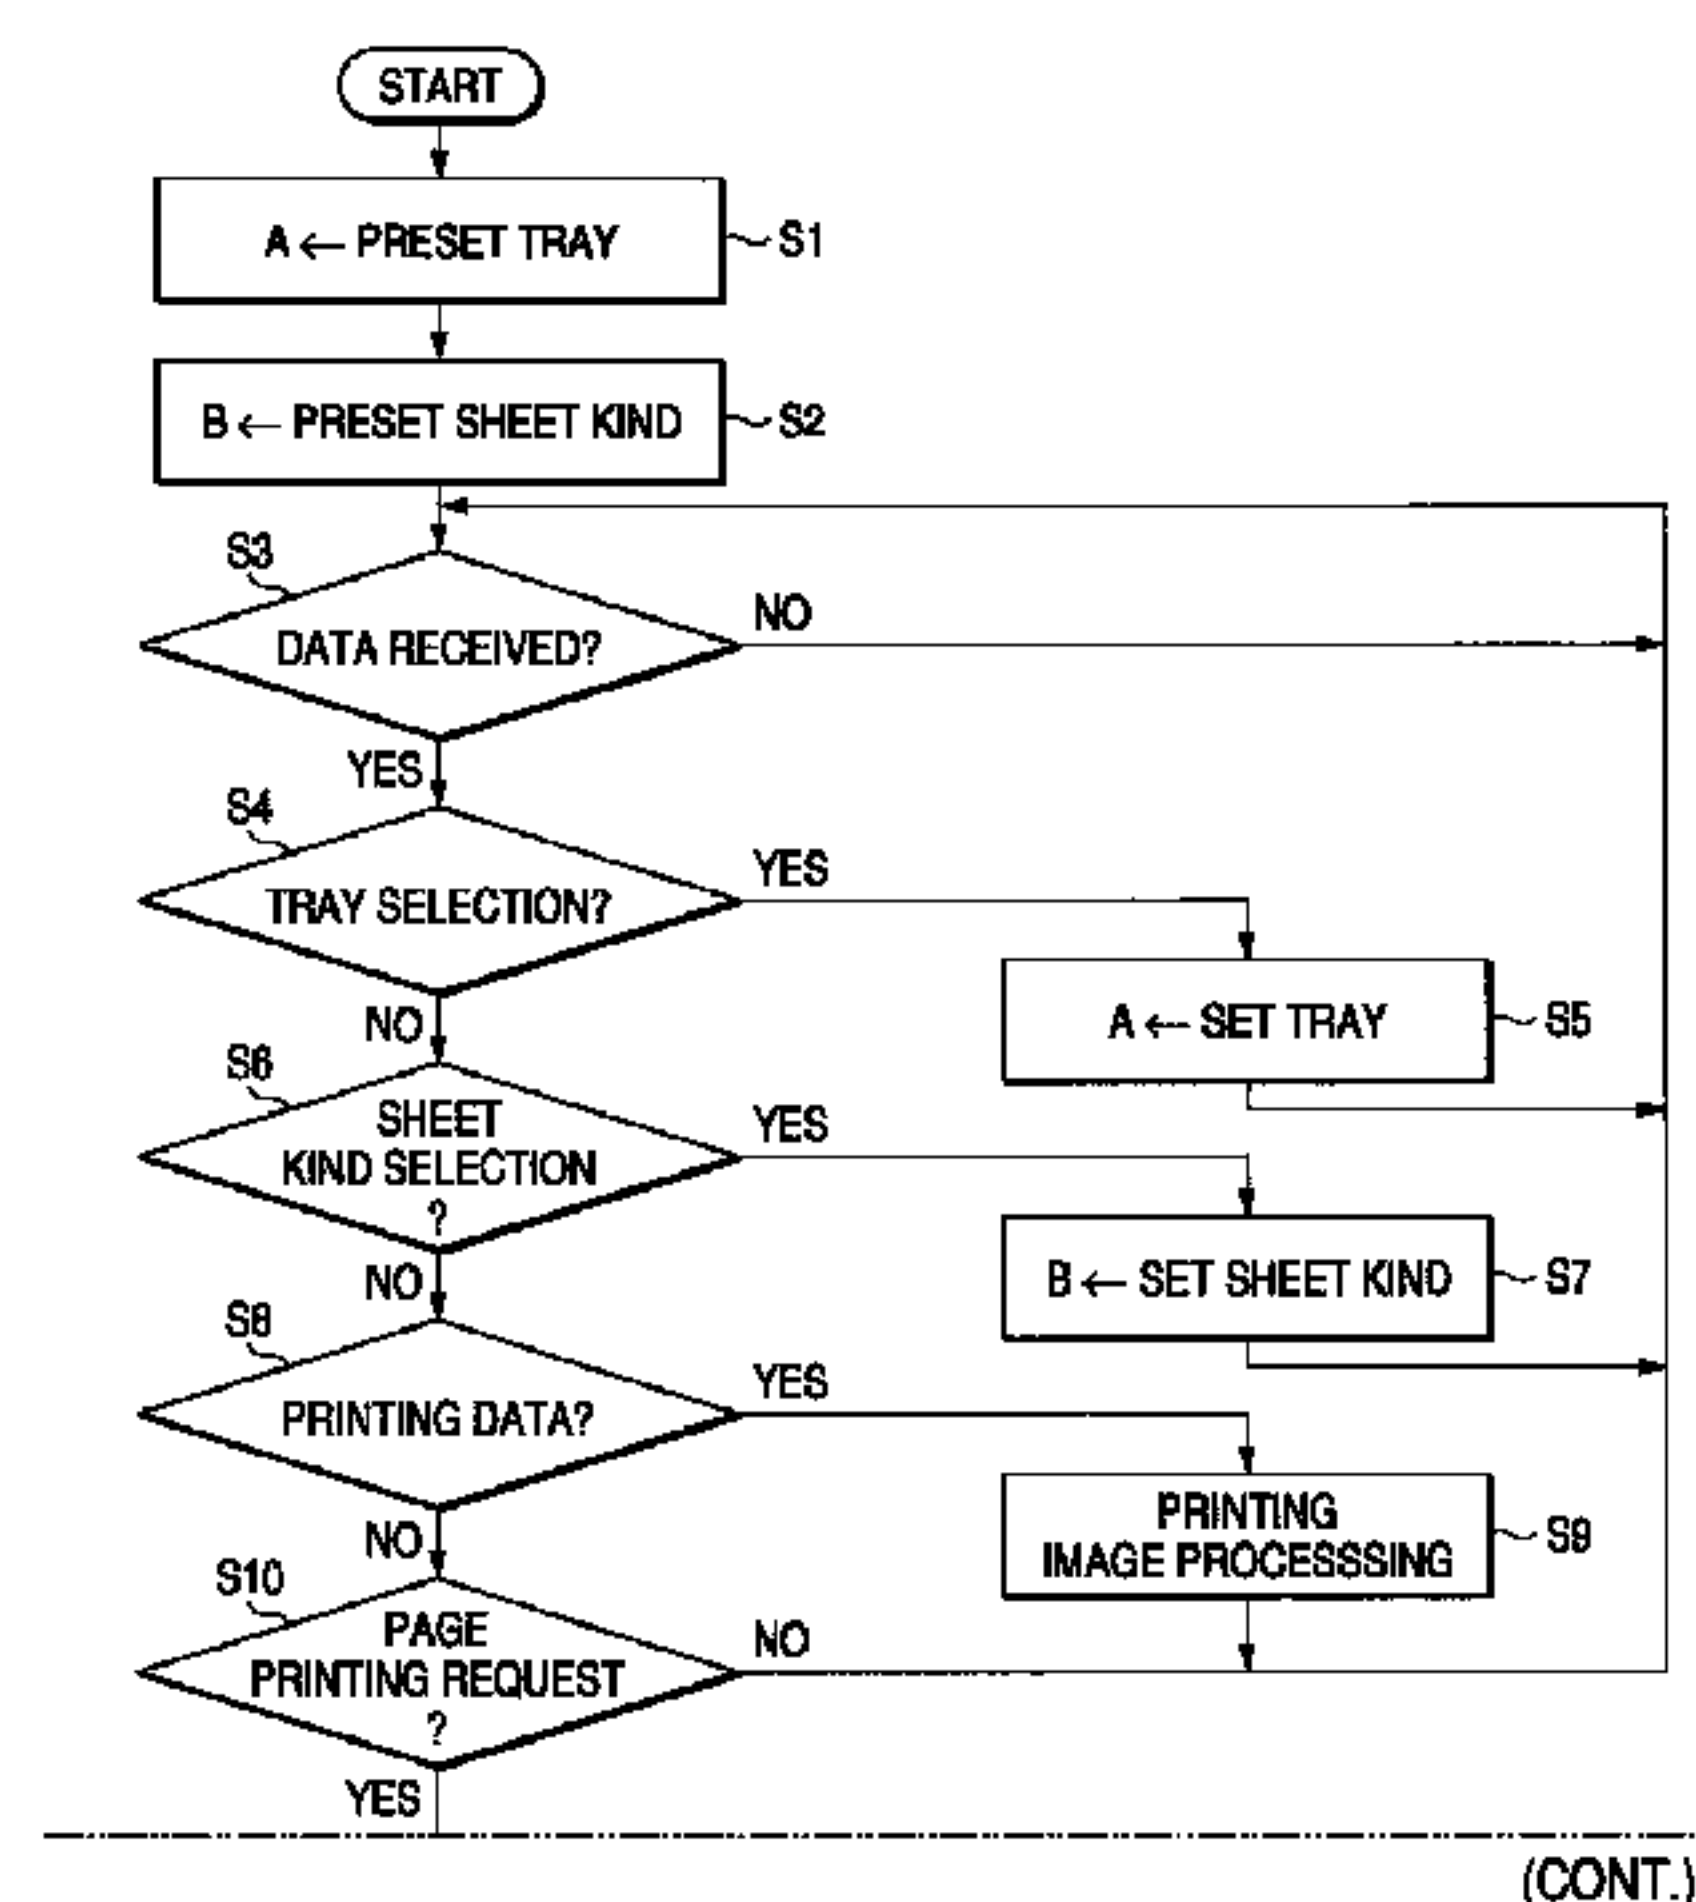 START
A ← PRESET TRAY
S1
B ← PRESET SHEET KIND
S2
S3
DATA RECEIVED?
NO
YES
S4
TRAY SELECTION?
YES
NO
A ← SET TRAY
S5
S6
SHEET
KIND SELECTION
?
YES
NO
B ← SET SHEET KIND
S7
S8
PRINTING DATA?
YES
NO
PRINTING
IMAGE PROCESSSING
S9
S10
PAGE
PRINTING REQUEST
?
NO
YES
(CONT.)